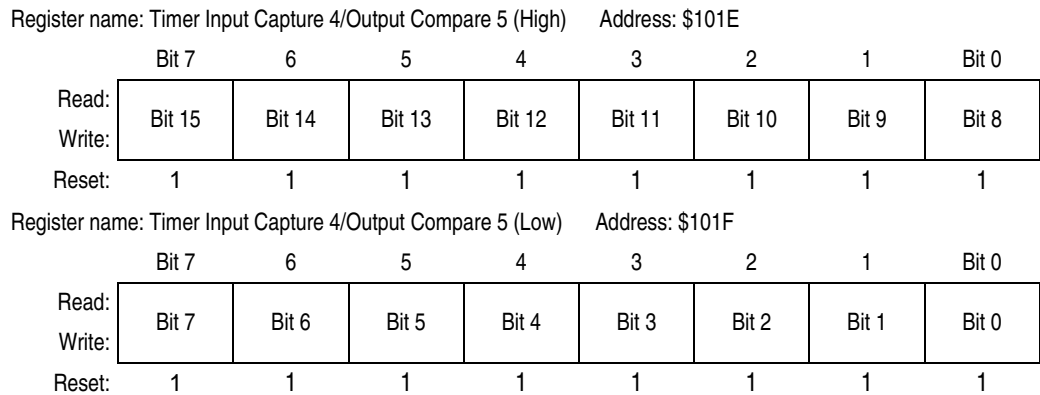 Register name: Timer Input Capture 4/Output Compare 5 (High) Address: $101E
Bit 7 6 5 4 3 2 1 Bit 0
Read:
Bit 15 Bit 14 Bit 13 Bit 12 Bit 11 Bit 10 Bit 9 Bit 8
Write:
Reset: 1 1 1 1 1 1 1 1
Register name: Timer Input Capture 4/Output Compare 5 (Low) Address: $101F
Bit 7 6 5 4 3 2 1 Bit 0
Read:
Bit 7 Bit 6 Bit 5 Bit 4 Bit 3 Bit 2 Bit 1 Bit 0
Write:
Reset: 1 1 1 1 1 1 1 1